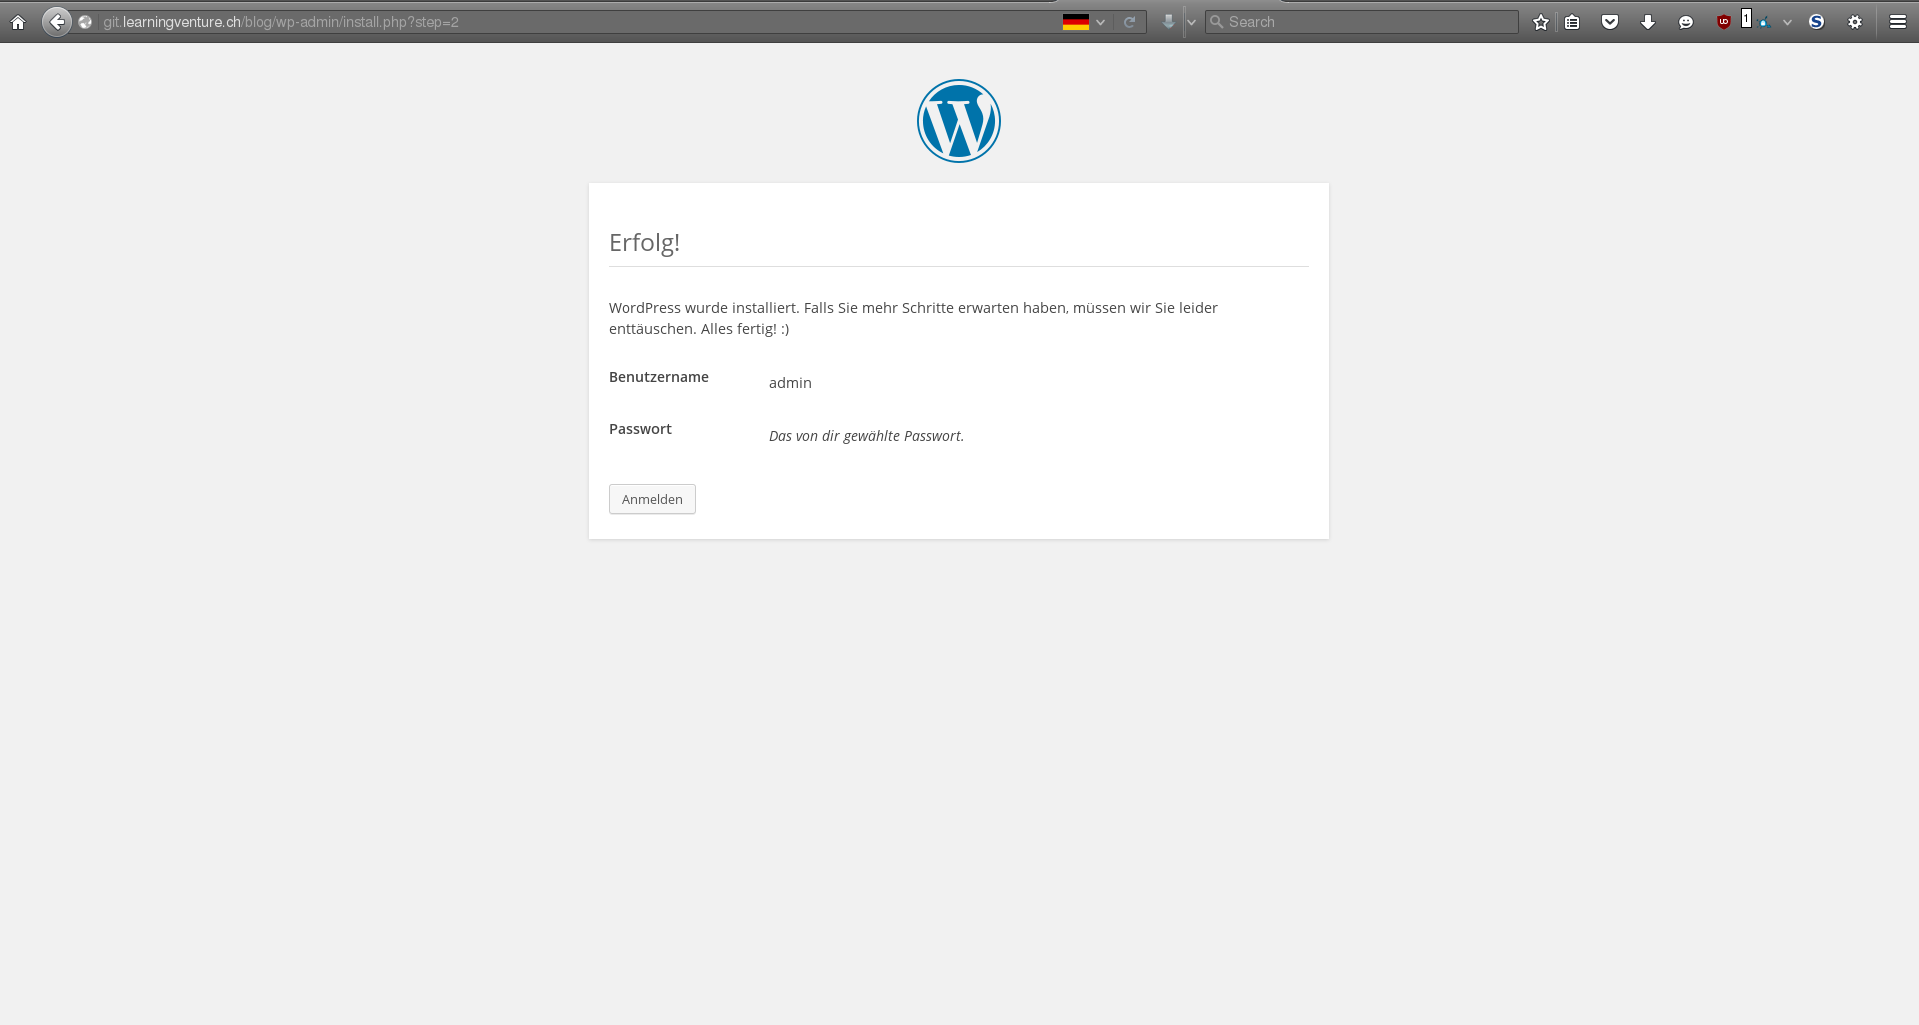 git.learningventure.ch/blog/wp-admin/install.php?step=2
Search
1
Erfolg!
WordPress wurde installiert. Falls Sie mehr Schritte erwarten haben, müssen wir Sie leider
enttäuschen. Alles fertig! :)
Benutzername
admin
Passwort
Das von dir gewählte Passwort.
Anmelden